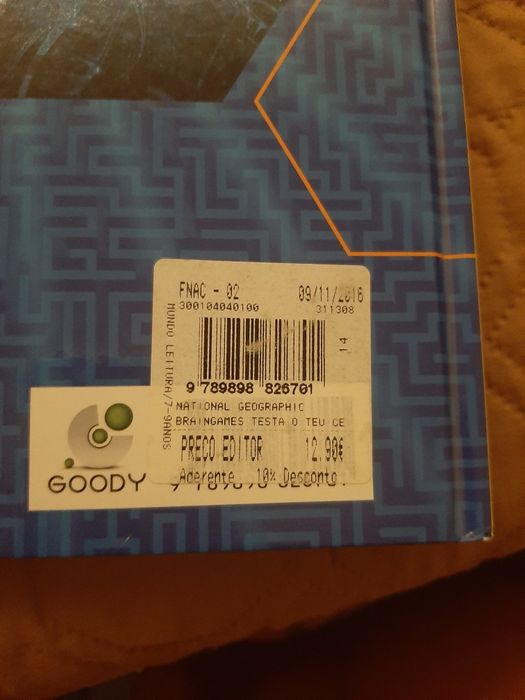 FNAC - 02 09/11/2016
300104040100 311308
MUNDO LEITURA/7-9ANOS
14
9 789898 826701
NATIONAL GEOGRAPHIC
BRAINGAMES TESTA O TEU CE
PRECO EDITOR 12.90€
Aderente 10% Desconto.
GOODY